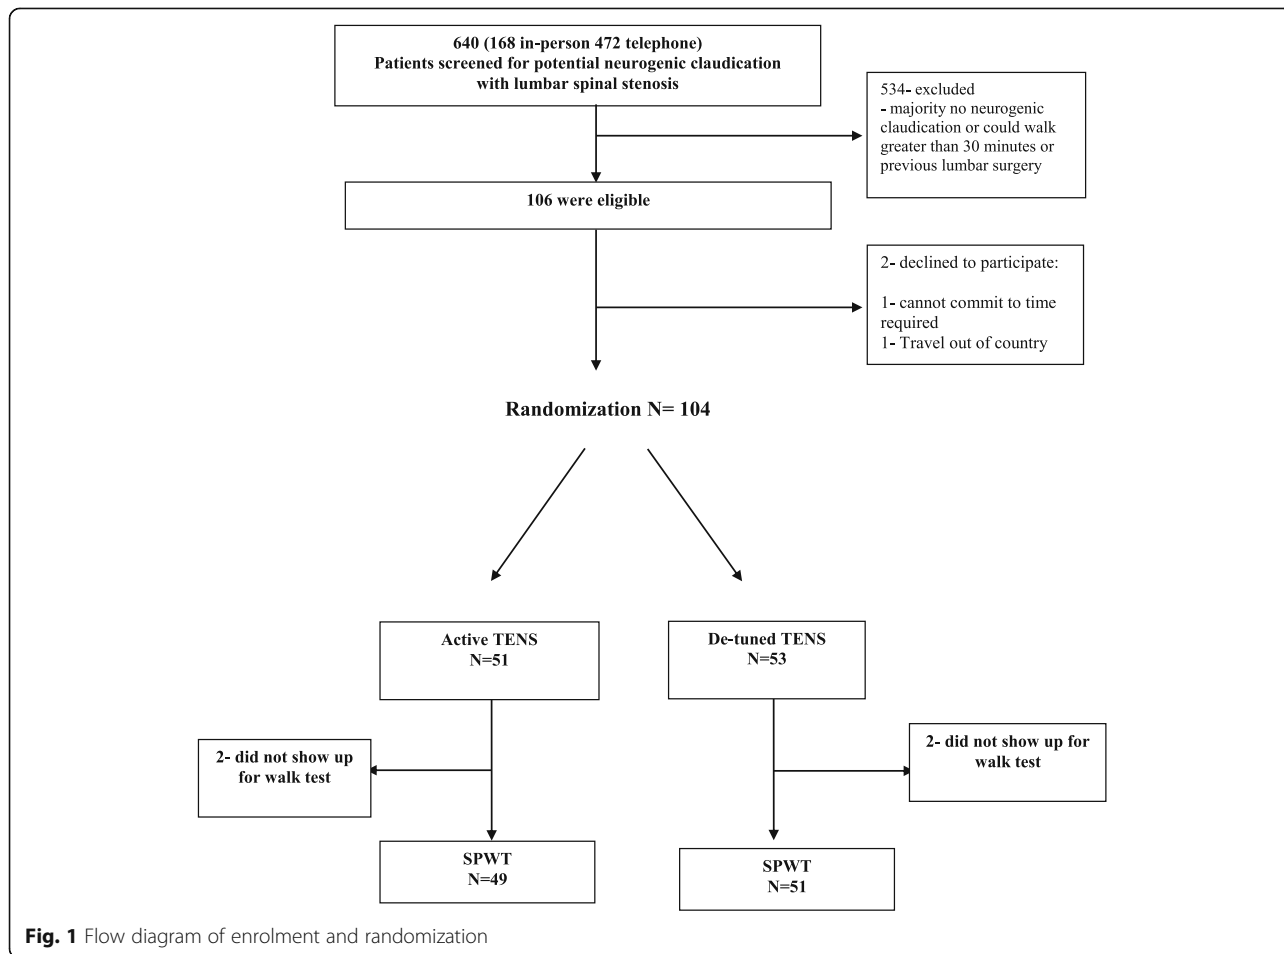 640 (168 in-person 472 telephone)
Patients screened for potential neurogenic claudication
with lumbar spinal stenosis
534- excluded
- majority no neurogenic
claudication or could walk
greater than 30 minutes or
previous lumbar surgery
106 were eligible
2- declined to participate:
1- cannot commit to time
required
1- Travel out of country
Randomization N= 104
Active TENS
N=51
De-tuned TENS
N=53
2- did not show up
for walk test
2- did not show up for
walk test
SPWT
N=49
SPWT
N=51
Fig. 1 Flow diagram of enrolment and randomization